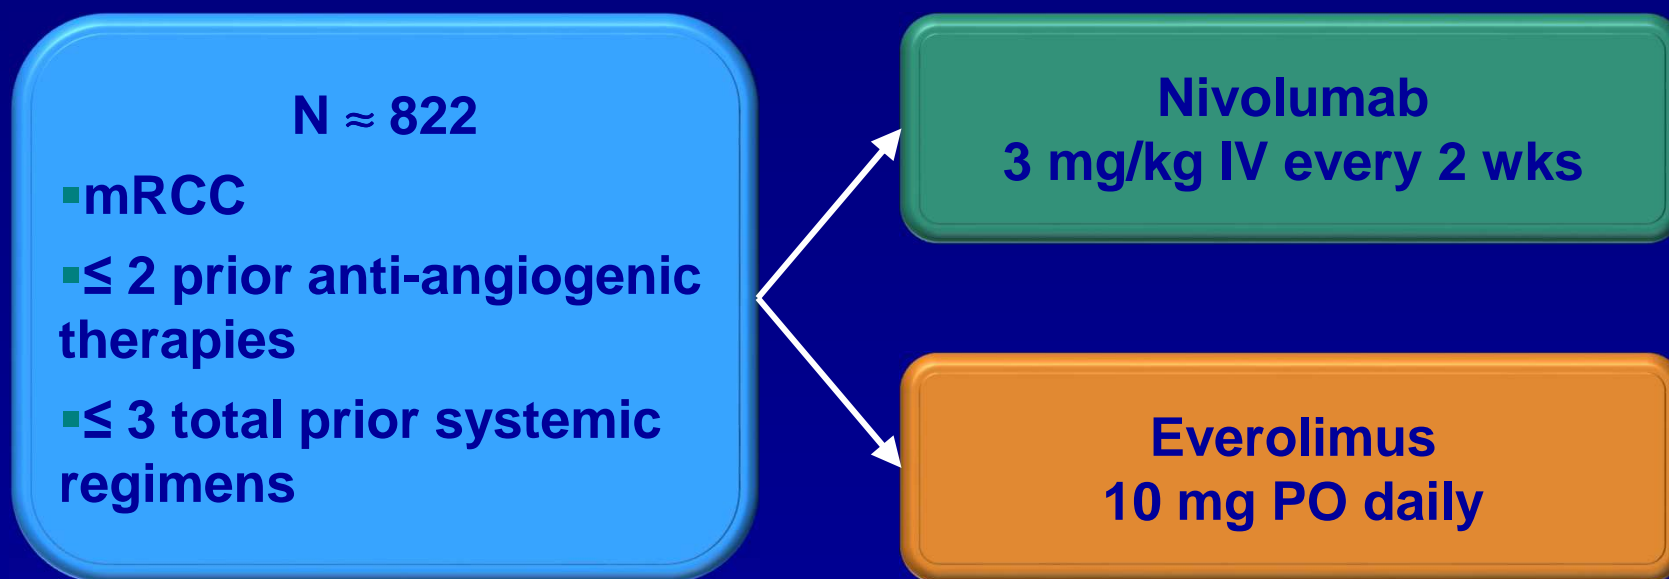 N ≈ 822
▪mRCC
▪≤ 2 prior anti-angiogenic
therapies
▪≤ 3 total prior systemic
regimens
Nivolumab
3 mg/kg IV every 2 wks
Everolimus
10 mg PO daily